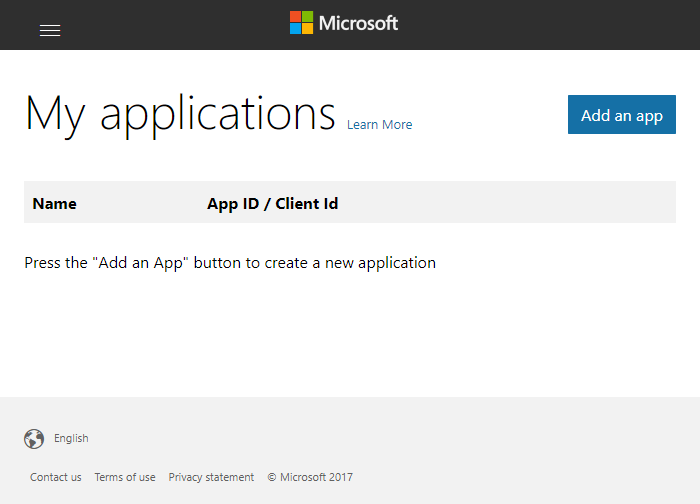 Microsoft
My applications Learn More
Add an app
Name App ID / Client Id
Press the "Add an App" button to create a new application
English
Contact us Terms of use Privacy statement © Microsoft 2017